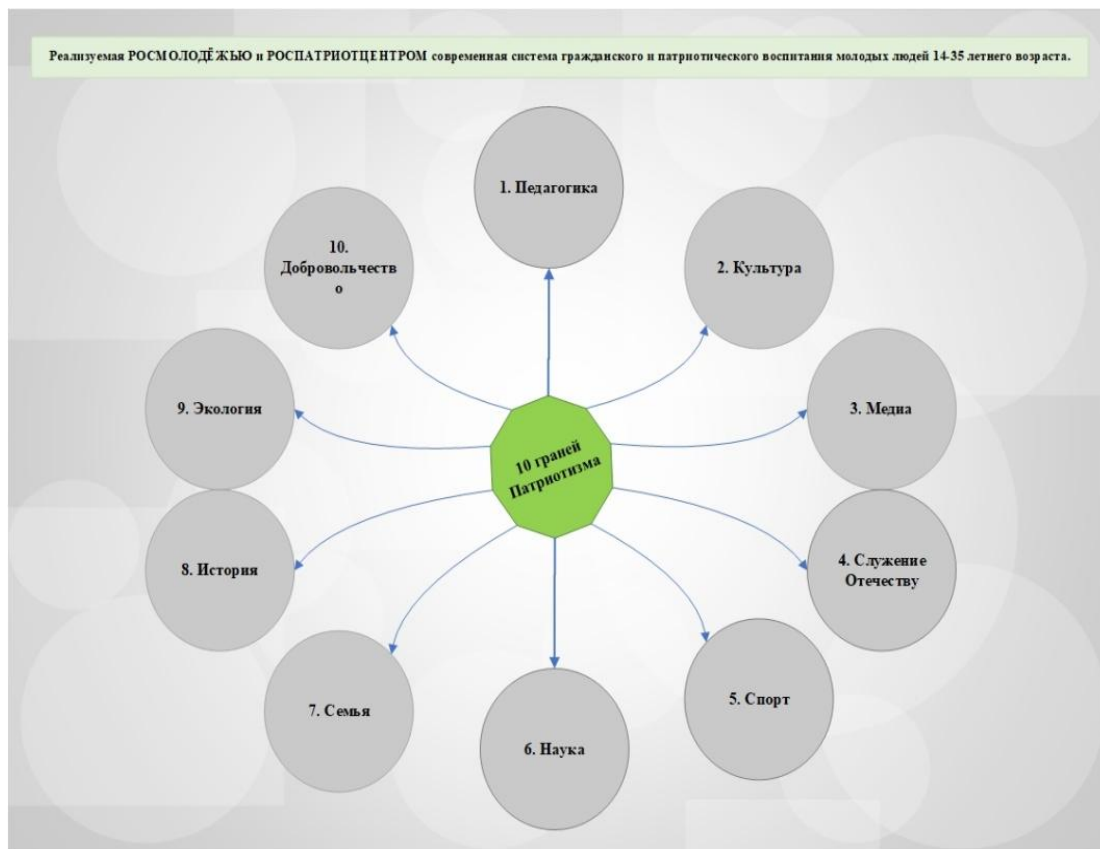 Реализуемая РОСМОЛОДЁЖЬЮ и РОСПАТРИОТЦЕНТРОМ современная система гражданского и патриотического воспитания молодых людей 14-35 летнего возраста.
1. Педагогика
10.
Добровольчеств
о
2. Культура
9. Экология
3. Медиа
10 граней
Патриотизма
8. История
4. Служение
Отечеству
7. Семья
5. Спорт
6. Наука